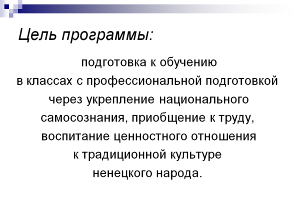 Цель программы:
подготовка к обучению
в классах с профессиональной подготовкой
через укрепление национального
самосознания, приобщение к труду,
воспитание ценностного отношения
к традиционной культуре
ненецкого народа.